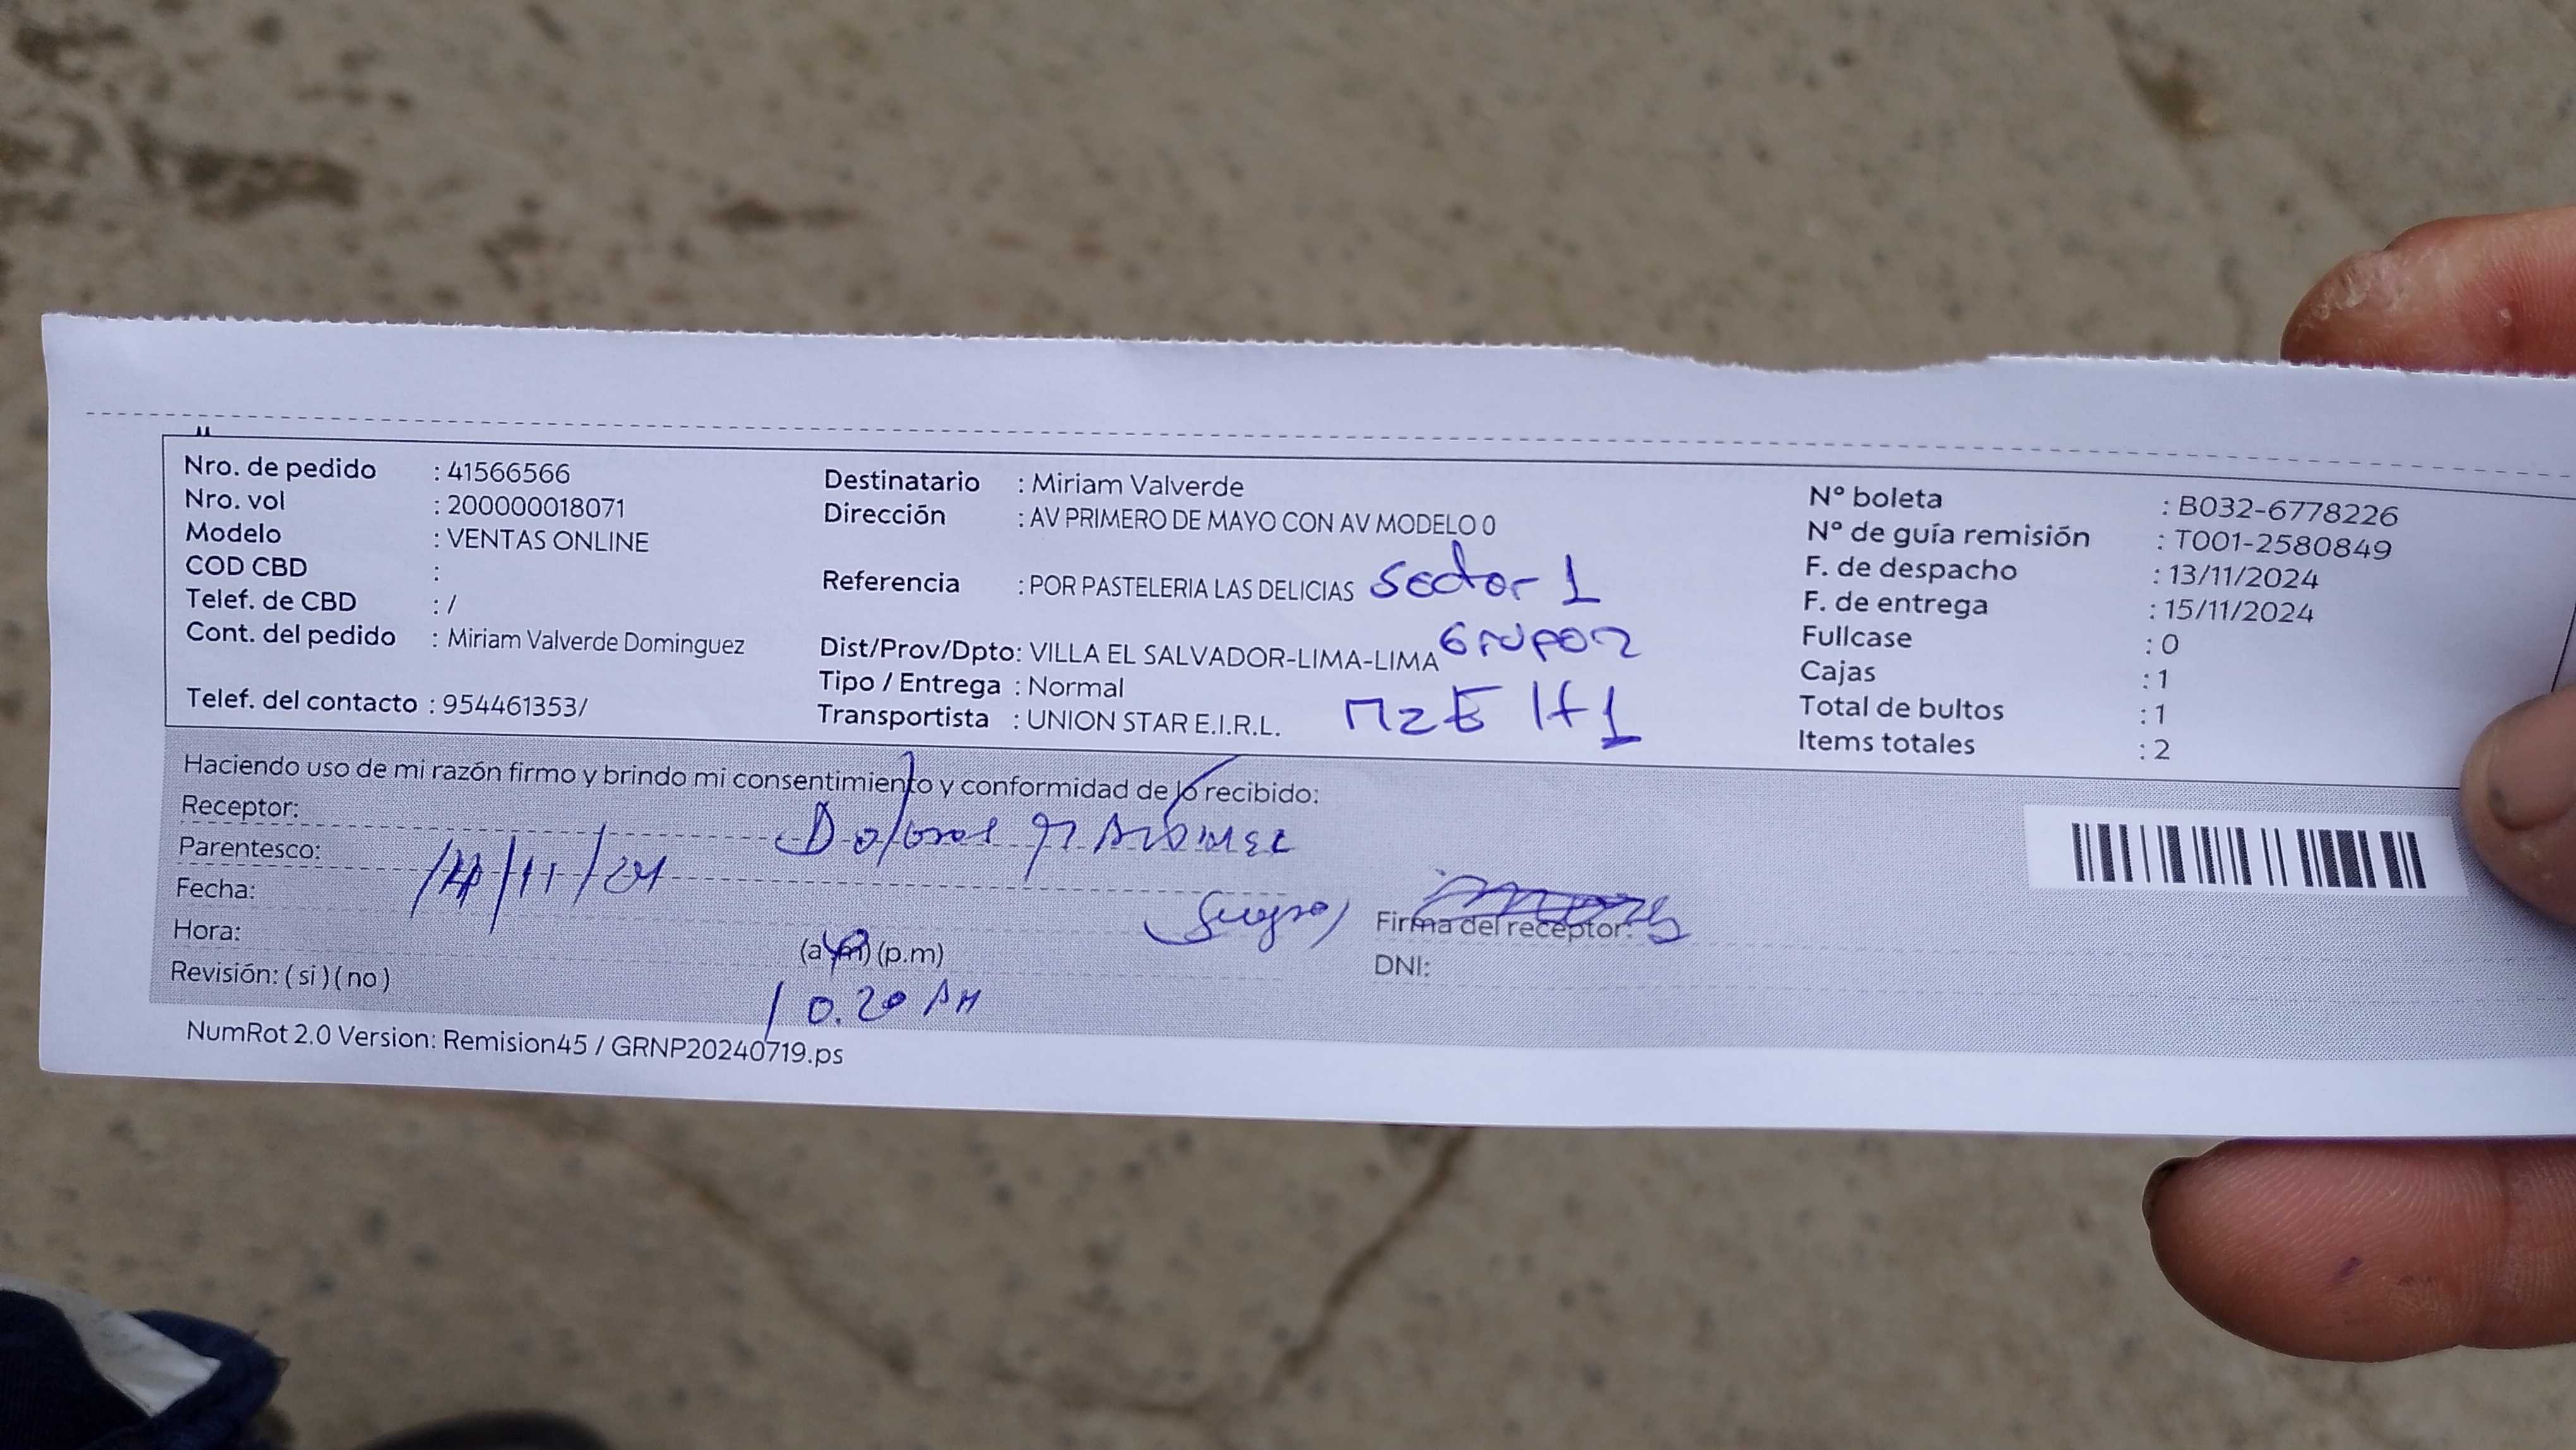 Nro. de pedido : 41566566
Nro. vol : 200000018071
Modelo : VENTAS ONLINE
COD CBD :
Telef. de CBD : /
Cont. del pedido : Miriam Valverde Dominguez
Telef. del contacto : 954461353/
Destinatario : Miriam Valverde
Dirección : AV PRIMERO DE MAYO CON AV MODELO 0
Referencia : POR PASTELERIA LAS DELICIAS Sector 1
Grupo 2
Dist/Prov/Dpto: VILLA EL SALVADOR-LIMA-LIMA
Tipo / Entrega : Normal
Transportista : UNION STAR E.I.R.L. Mz E lt 1
N° boleta : B032-6778226
N° de guía remisión : T001-2580849
F. de despacho : 13/11/2024
F. de entrega : 15/11/2024
Fullcase : 0
Cajas : 1
Total de bultos : 1
Items totales : 2
Haciendo uso de mi razón firmo y brindo mi consentimiento y conformidad de lo recibido:
Receptor: Dolores
Parentesco:
14/11/24
Fecha:
Hora: (a.m) (p.m)
10.20 AM
Revisión: ( si ) ( no )
Firma del receptor:
DNI:
NumRot 2.0 Version: Remision45 / GRNP20240719.ps